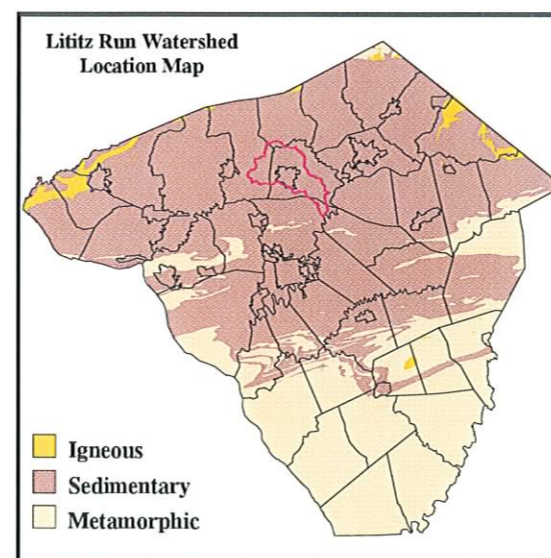 Lititz Run Watershed
Location Map
Igneous
Sedimentary
Metamorphic